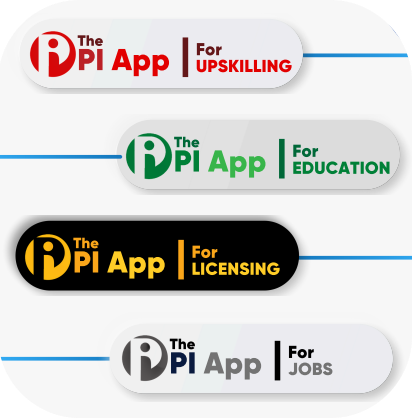 The
PI App
For
UPSKILLING
The
PI App
For
EDUCATION
The
PI App
For
LICENSING
The
PI App
For
JOBS